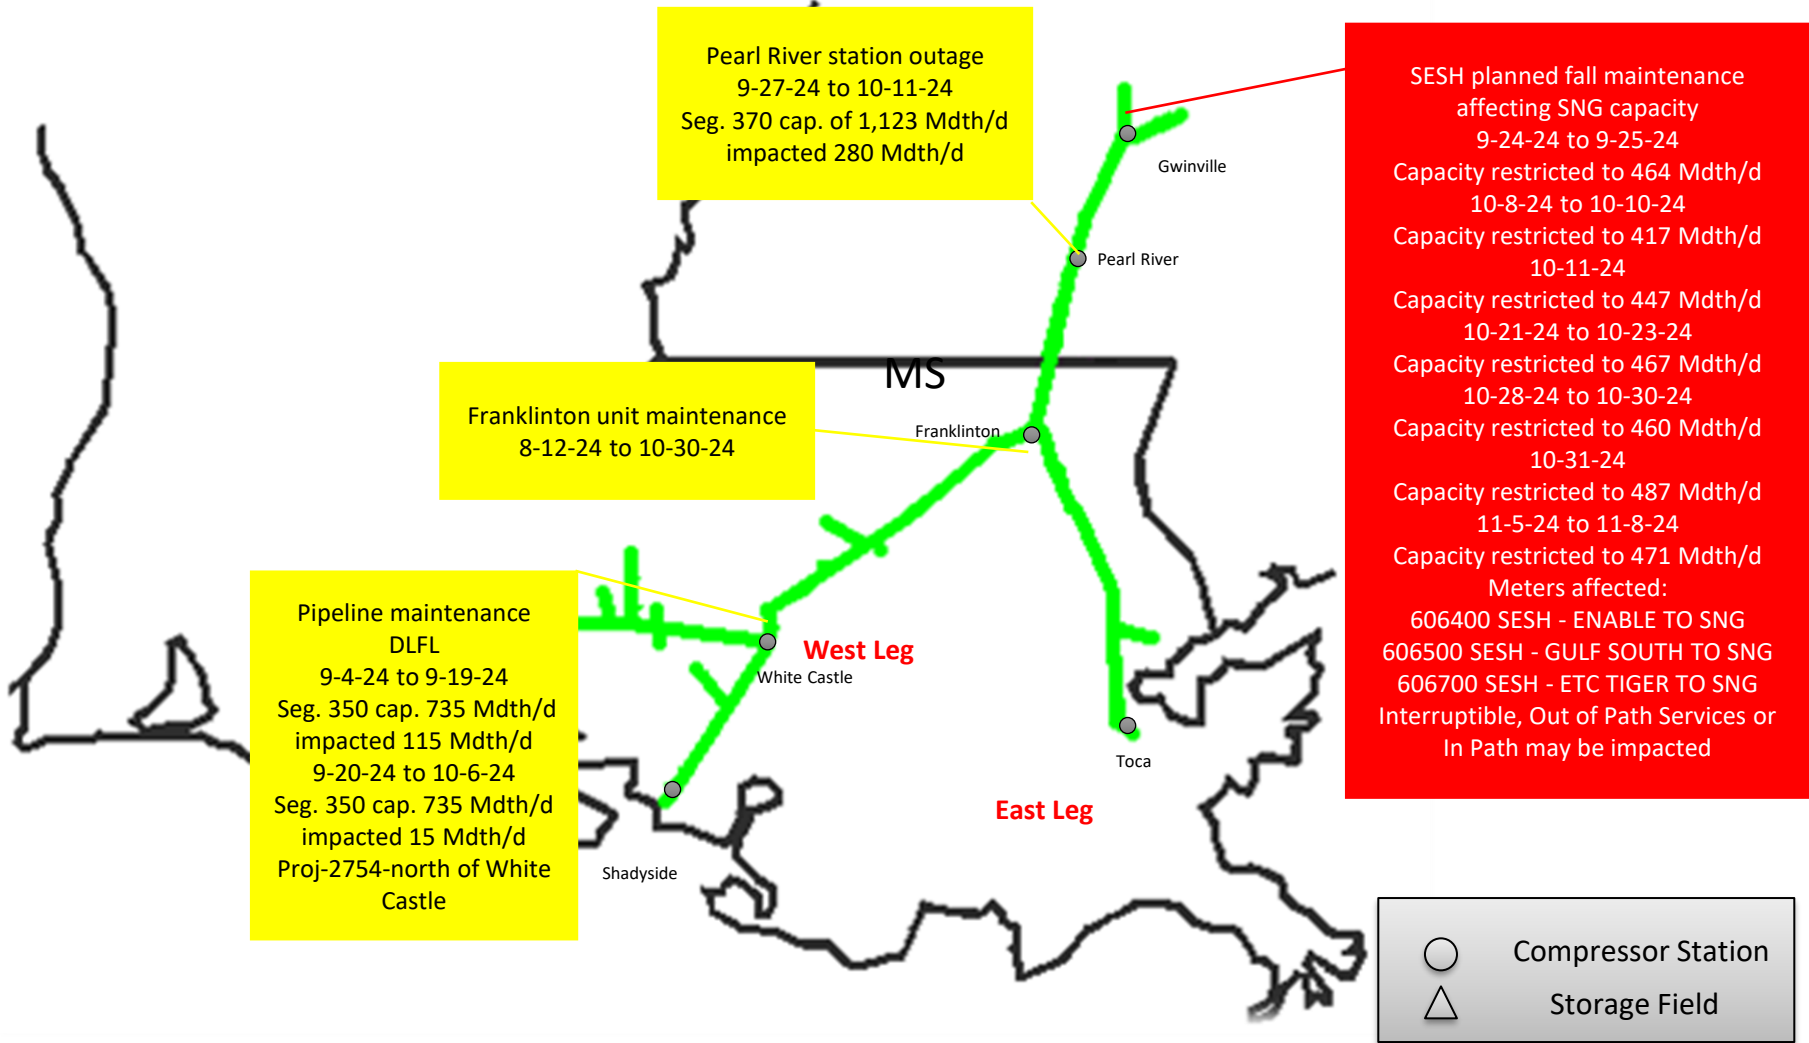 Pearl River station outage
9-27-24 to 10-11-24
Seg. 370 cap. of 1,123 Mdth/d
impacted 280 Mdth/d
SESH planned fall maintenance
affecting SNG capacity
9-24-24 to 9-25-24
Capacity restricted to 464 Mdth/d
10-8-24 to 10-10-24
Capacity restricted to 417 Mdth/d
10-11-24
Capacity restricted to 447 Mdth/d
10-21-24 to 10-23-24
Capacity restricted to 467 Mdth/d
10-28-24 to 10-30-24
Capacity restricted to 460 Mdth/d
10-31-24
Capacity restricted to 487 Mdth/d
11-5-24 to 11-8-24
Capacity restricted to 471 Mdth/d
Meters affected:
606400 SESH - ENABLE TO SNG
606500 SESH - GULF SOUTH TO SNG
606700 SESH - ETC TIGER TO SNG
Interruptible, Out of Path Services or
In Path may be impacted
Gwinville
Pearl River
MS
Franklinton unit maintenance
8-12-24 to 10-30-24
Franklinton
Pipeline maintenance
DLFL
9-4-24 to 9-19-24
Seg. 350 cap. 735 Mdth/d
impacted 115 Mdth/d
9-20-24 to 10-6-24
Seg. 350 cap. 735 Mdth/d
impacted 15 Mdth/d
Proj-2754-north of White
Castle
West Leg
White Castle
Toca
East Leg
Shadyside
Compressor Station
Storage Field